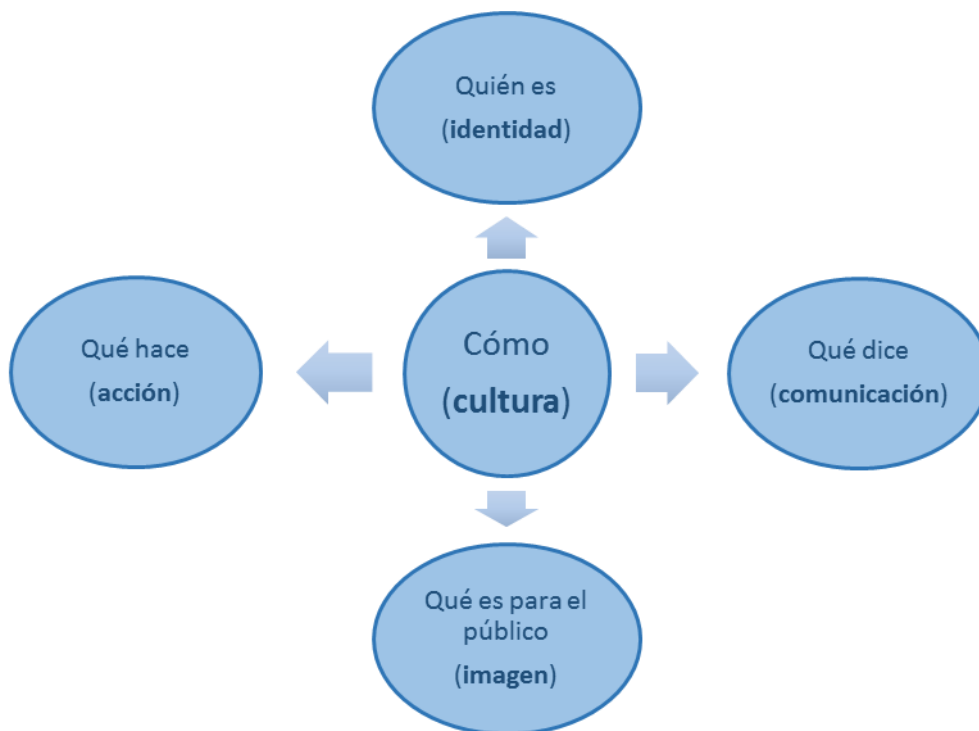 Quién es
(identidad)
Qué hace
(acción)
Cómo
(cultura)
Qué dice
(comunicación)
Qué es para el
público
(imagen)